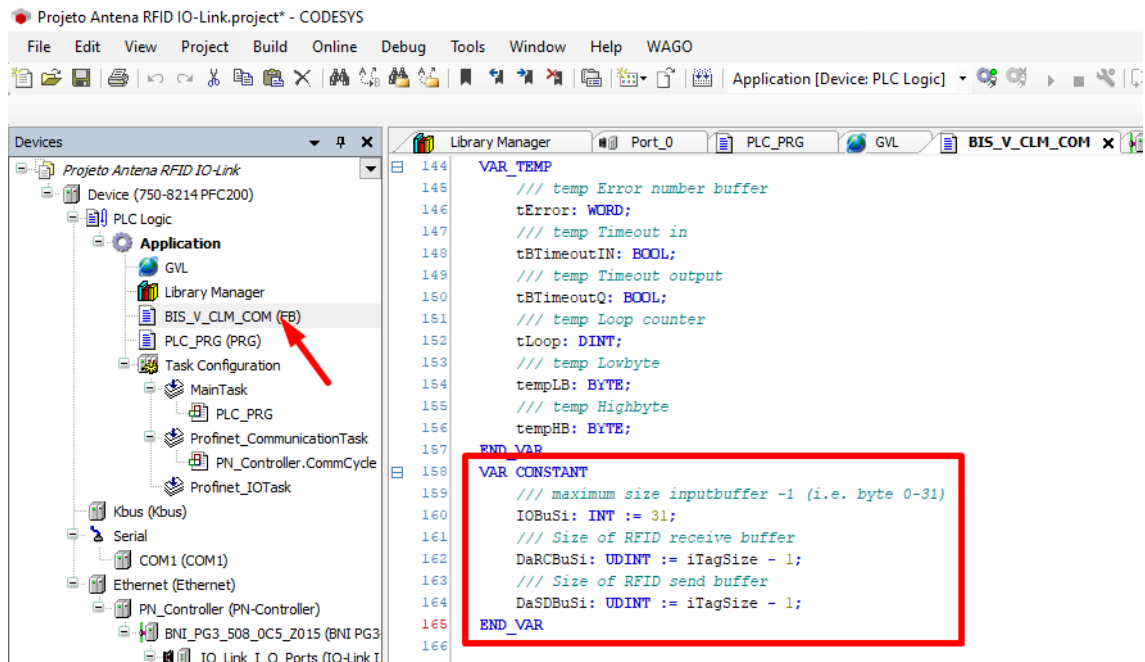 Projeto Antena RFID IO-Link.project* - CODESYS
File Edit View Project Build Online Debug Tools Window Help WAGO
Application [Device: PLC Logic]
Devices
Projeto Antena RFID IO-Link
Device (750-8214 PFC200)
PLC Logic
Application
GVL
Library Manager
BIS_V_CLM_COM (FB)
PLC_PRG (PRG)
Task Configuration
MainTask
PLC_PRG
Profinet_CommunicationTask
PN_Controller.CommCycle
Profinet_IOTask
Kbus (Kbus)
Serial
COM1 (COM1)
Ethernet (Ethernet)
PN_Controller (PN-Controller)
BNI_PG3_508_0C5_Z015 (BNI PG3
IO_Link_I_O_Ports (IO-Link I
Library Manager Port_0 PLC_PRG GVL BIS_V_CLM_COM
144 VAR_TEMP
145 /// temp Error number buffer
146 tError: WORD;
147 /// temp Timeout in
148 tBTimeoutIN: BOOL;
149 /// temp Timeout output
150 tBTimeoutQ: BOOL;
151 /// temp Loop counter
152 tLoop: DINT;
153 /// temp Lowbyte
154 tempLB: BYTE;
155 /// temp Highbyte
156 tempHB: BYTE;
157 END_VAR
158 VAR CONSTANT
159 /// maximum size inputbuffer -1 (i.e. byte 0-31)
160 IOBuSi: INT := 31;
161 /// Size of RFID receive buffer
162 DaRCBuSi: UDINT := iTagSize - 1;
163 /// Size of RFID send buffer
164 DaSDBuSi: UDINT := iTagSize - 1;
165 END_VAR
166